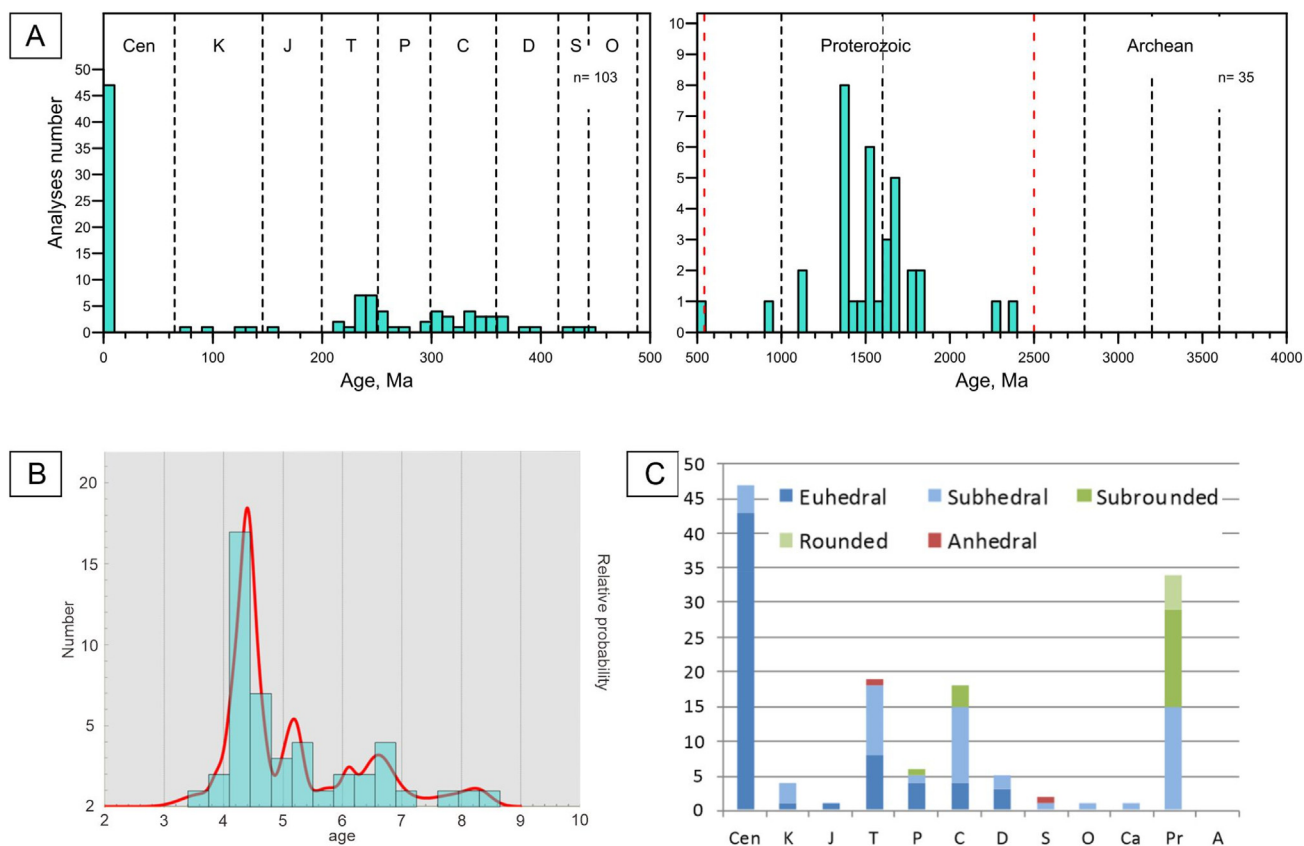 A
Cen K J T P C D S O
n= 103
Analyses number
50
45
40
35
30
25
20
15
10
5
0
0 100 200 300 400 500
Age, Ma
Proterozoic Archean
n= 35
10
9
8
7
6
5
4
3
2
1
0
500 1000 1500 2000 2500 3000 3500 4000
Age, Ma
B
Number
20
15
10
5
2
2 3 4 5 6 7 8 9 10
age
Relative probability
C
50
45
40
35
30
25
20
15
10
5
0
Euhedral Subhedral Subrounded
Rounded Anhedral
Cen K J T P C D S O Ca Pr A